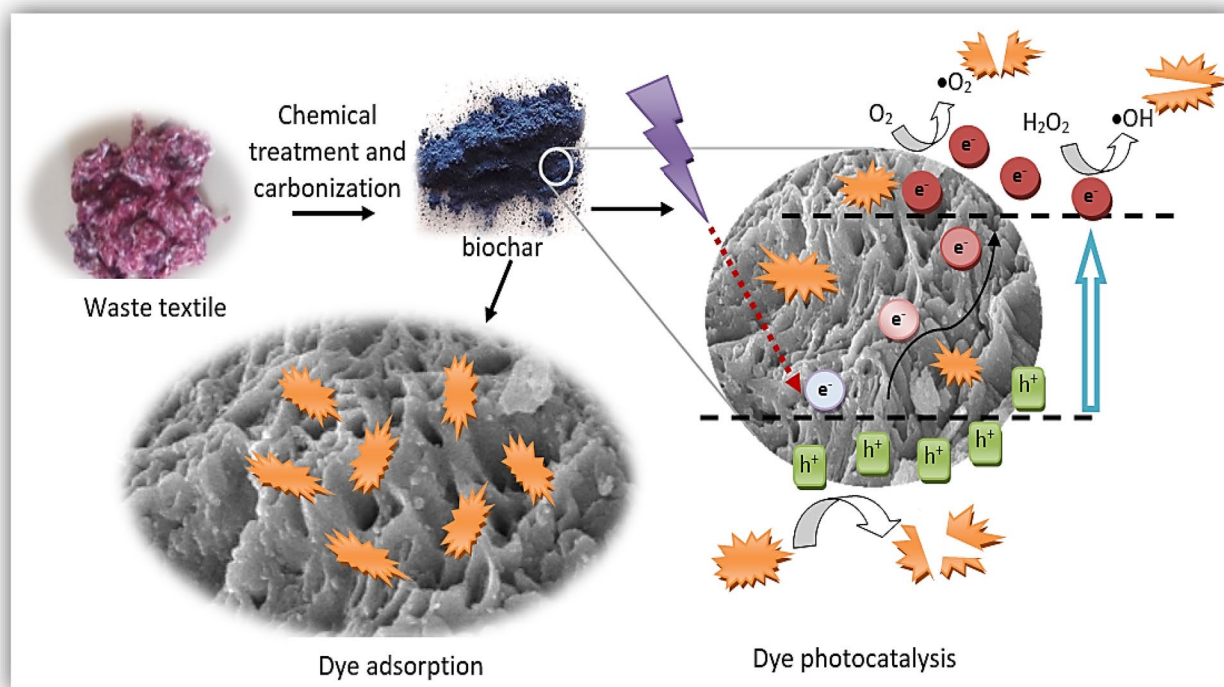 Waste textile
Chemical
treatment and
carbonization
biochar
Dye adsorption
O₂
●O₂
H₂O₂
●OH
e⁻
e⁻
e⁻
e⁻
e⁻
e⁻
e⁻
h⁺
h⁺
h⁺
h⁺
h⁺
Dye photocatalysis